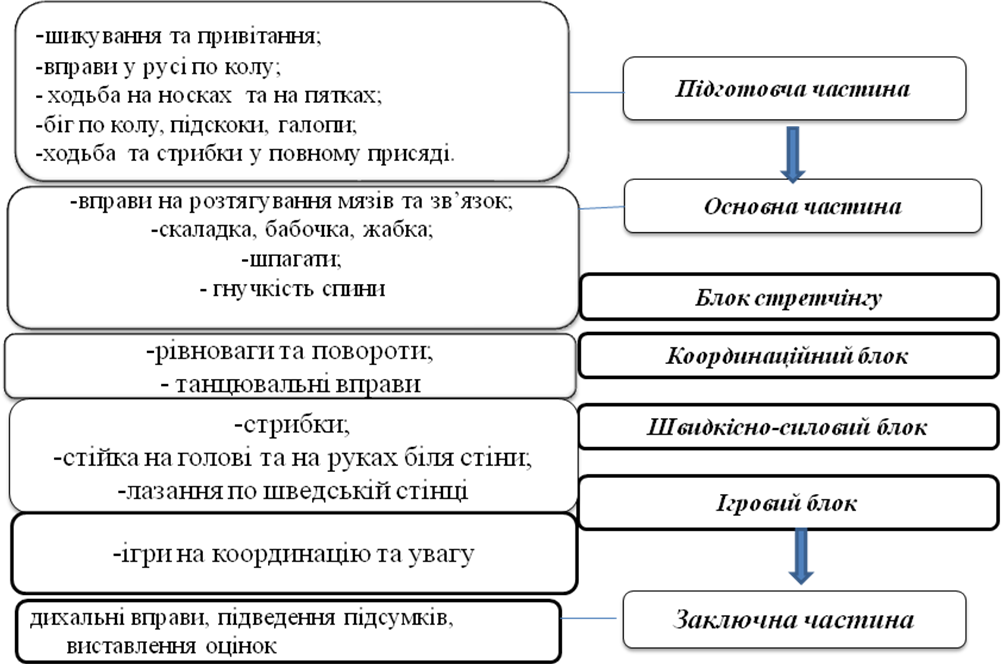 -шикування та привітання;
-вправи у русі по колу;
- ходьба на носках та на пятках;
-біг по колу, підскоки, галопи;
-ходьба та стрибки у повному присяді.
Підготовча частина
-вправи на розтягування мязів та зв’язок;
-скаладка, бабочка, жабка;
-шпагати;
- гнучкість спини
Основна частина
Блок стретчінгу
-рівноваги та повороти;
- танцювальні вправи
Координаційний блок
-стрибки;
-стійка на голові та на руках біля стіни;
-лазання по шведській стінці
Швидкісно-силовий блок
Ігровий блок
-ігри на координацію та увагу
дихальні вправи, підведення підсумків,
виставлення оцінок
Заключна частина